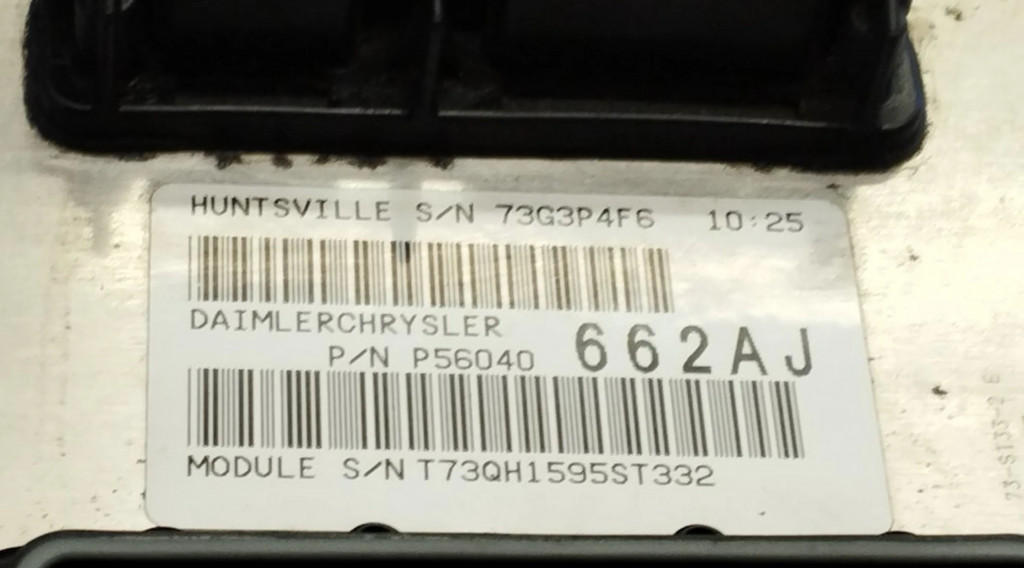 HUNTSVILLE S/N 73G3P4F6 10:25
DAIMLERCHRYSLER
P/N P56040 662AJ
MODULE S/N T73QH1595ST332